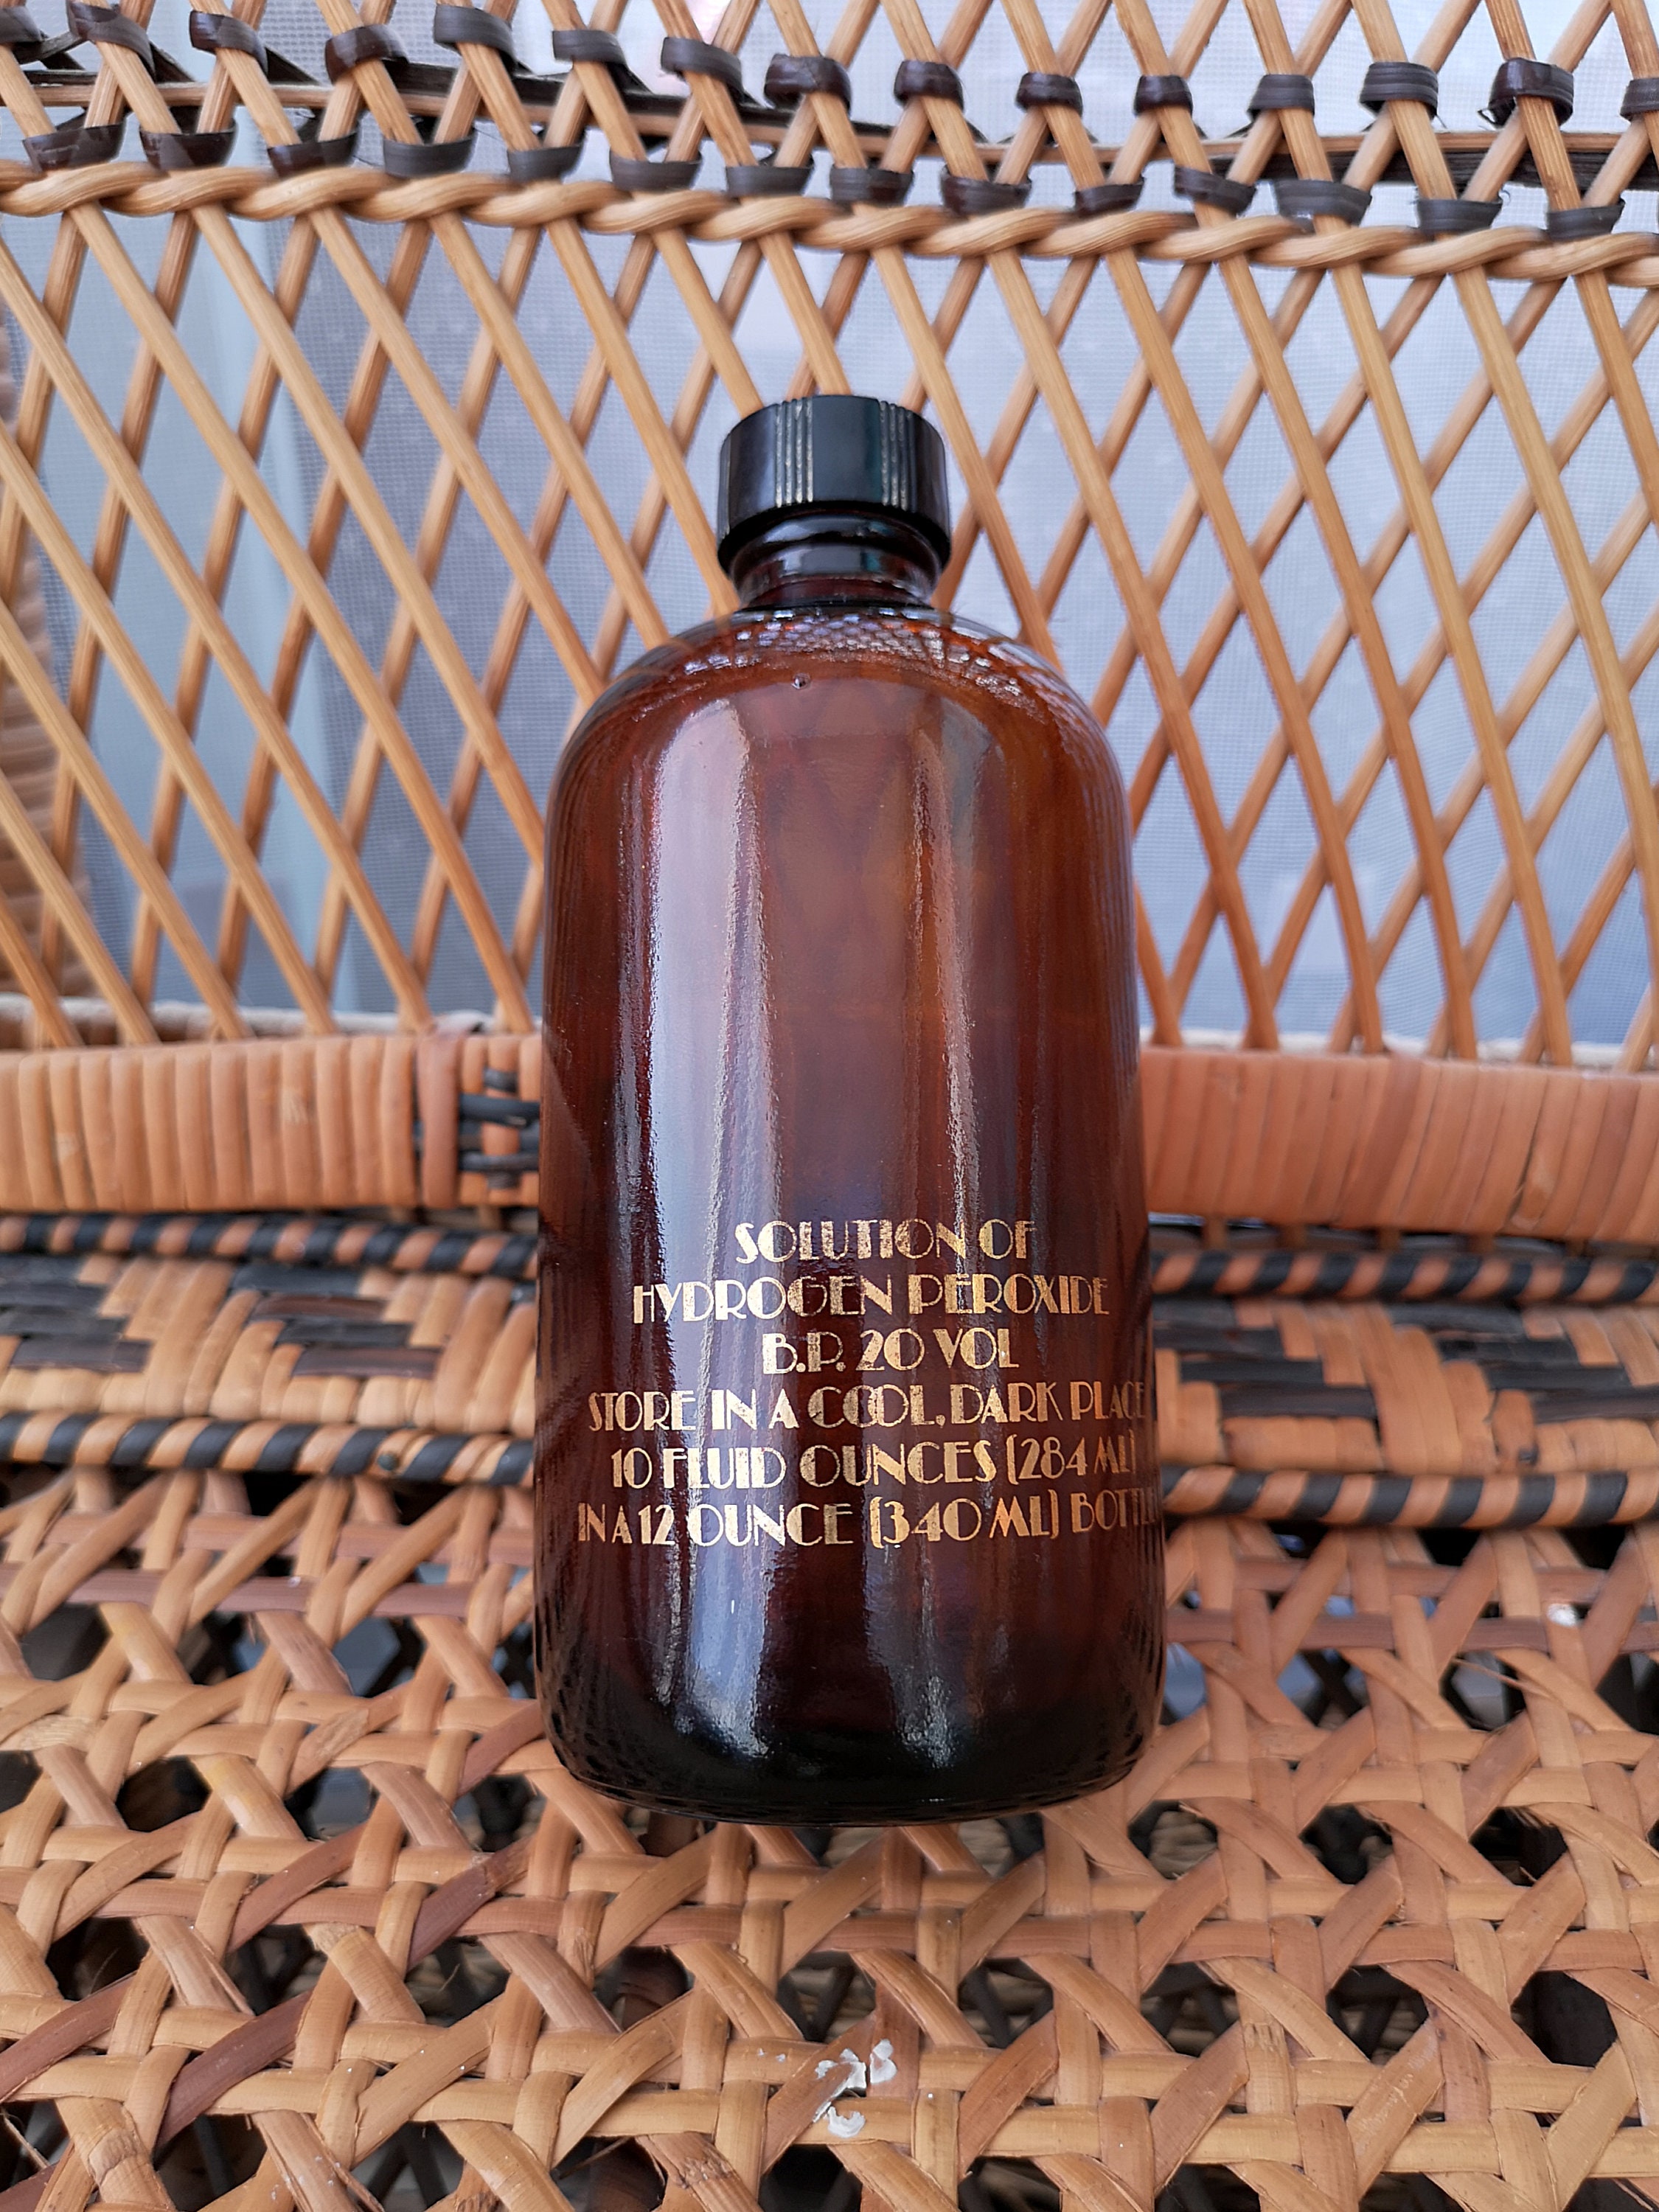 SOLUTION OF
HYDROGEN PEROXIDE
B.P. 20 VOL
STORE IN A COOL, DARK PLACE
10 FLUID OUNCES (284 ML)
IN A 12 OUNCE (340 ML) BOTTLE